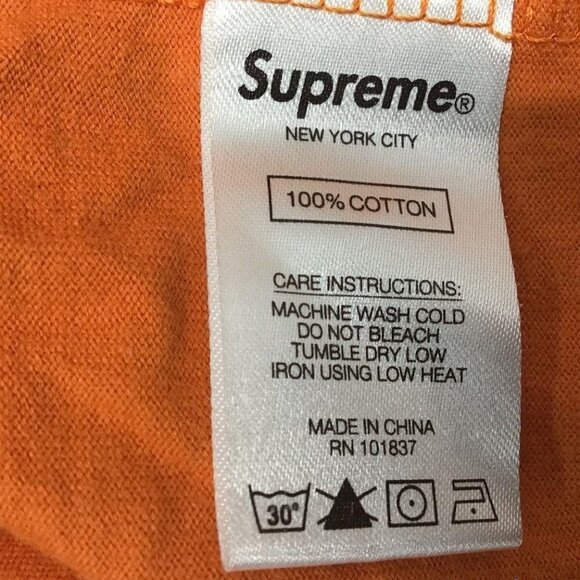 Supreme®
NEW YORK CITY
100% COTTON
CARE INSTRUCTIONS:
MACHINE WASH COLD
DO NOT BLEACH
TUMBLE DRY LOW
IRON USING LOW HEAT
MADE IN CHINA
RN 101837
30°